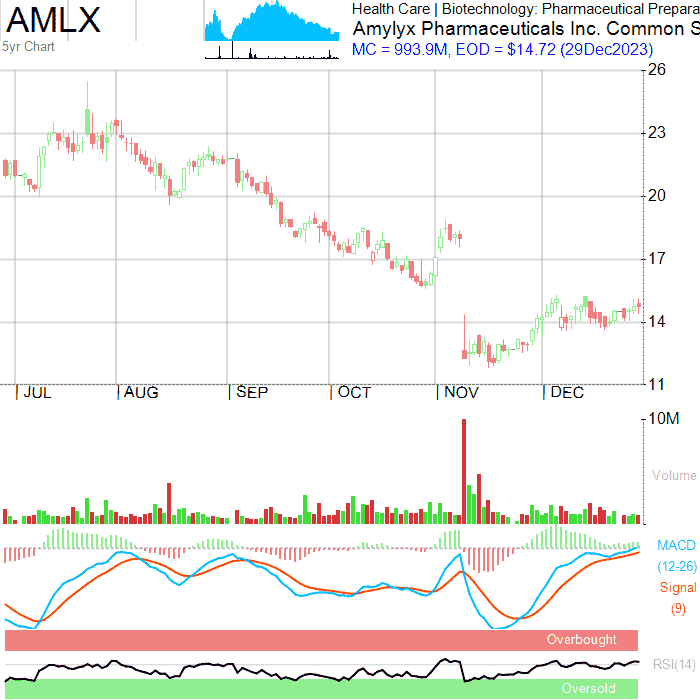 AMLX
5yr Chart
Health Care | Biotechnology: Pharmaceutical Prepara
Amylyx Pharmaceuticals Inc. Common S
MC = 993.9M, EOD = $14.72 (29Dec2023)
26
23
20
17
14
11
JUL AUG SEP OCT NOV DEC
10M
Volume
MACD
(12-26)
Signal
(9)
Overbought
RSI(14)
Oversold